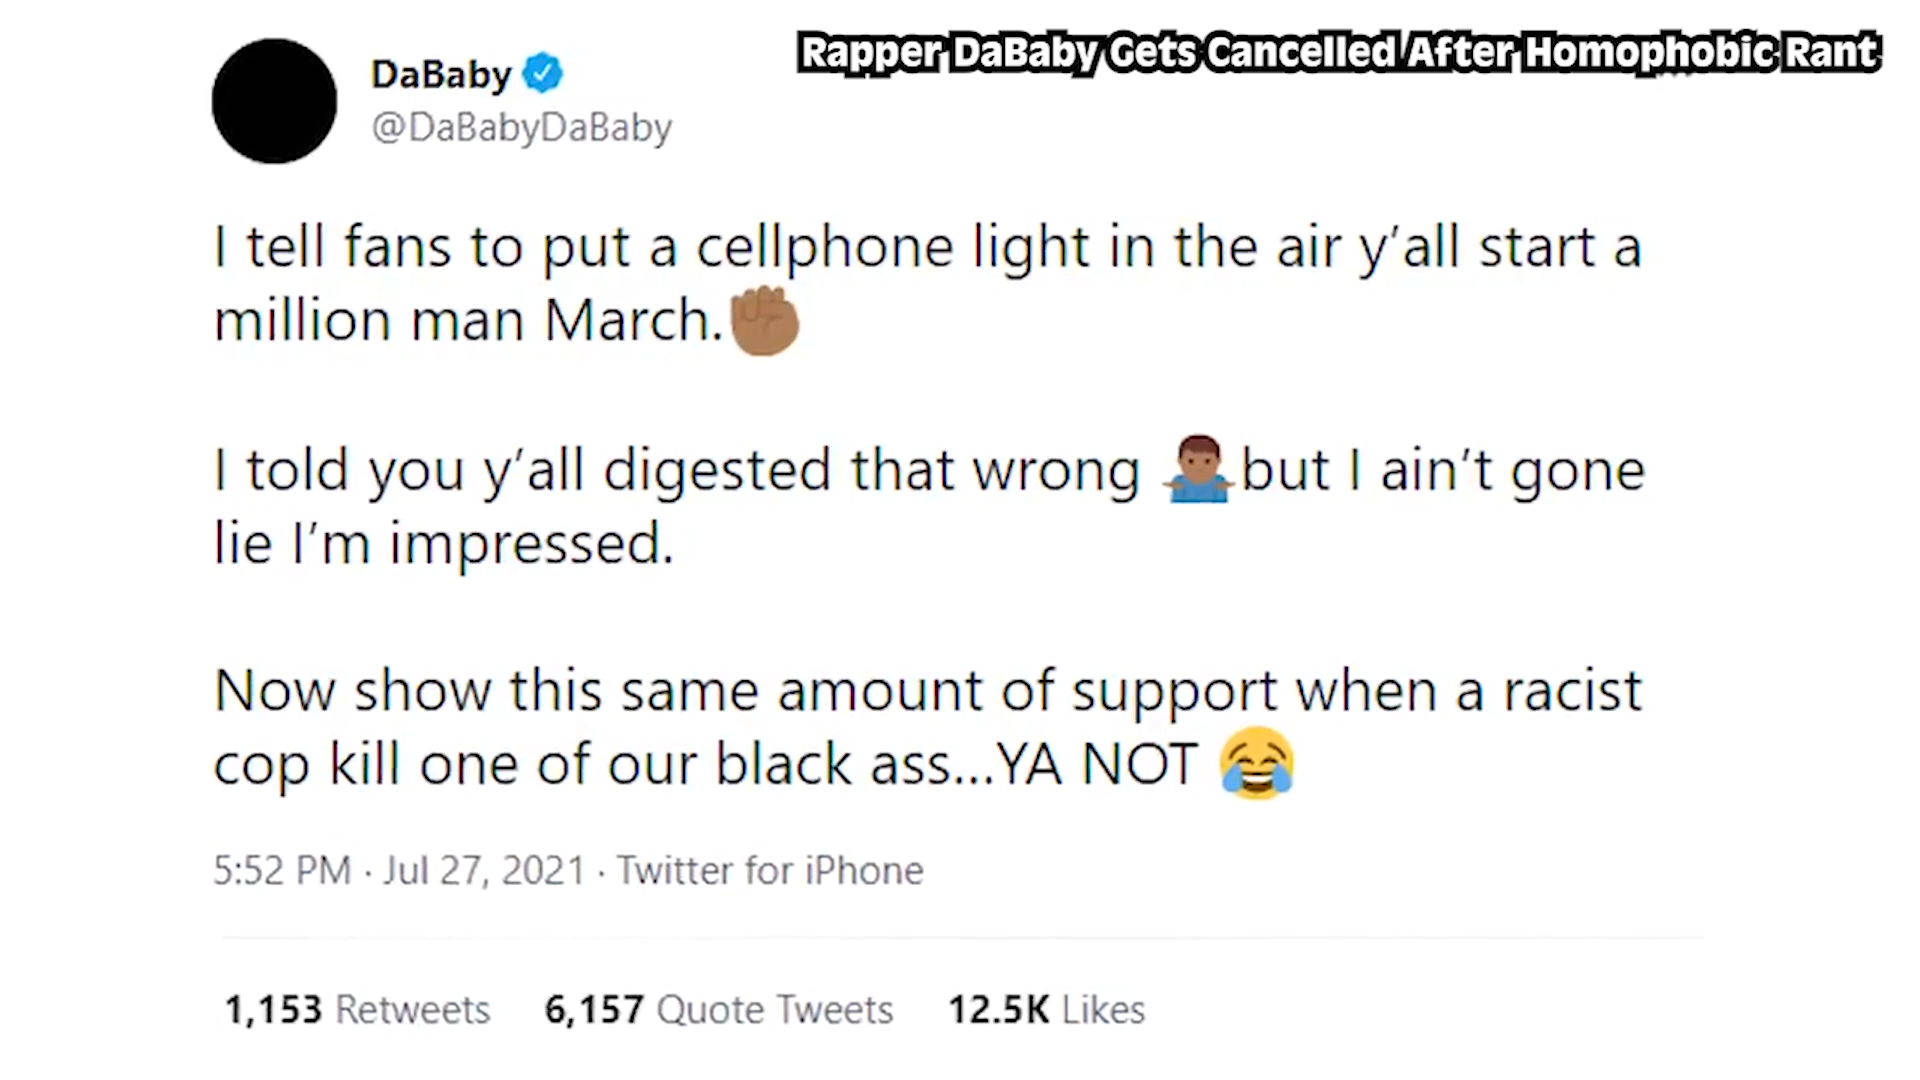 Rapper DaBaby Gets Cancelled After Homophobic Rant
DaBaby
@DaBabyDaBaby
I tell fans to put a cellphone light in the air y’all start a
million man March.✊🏾
I told you y’all digested that wrong 🤷🏾‍♂️but I ain’t gone
lie I’m impressed.
Now show this same amount of support when a racist
cop kill one of our black ass...YA NOT 😂
5:52 PM · Jul 27, 2021 · Twitter for iPhone
1,153 Retweets 6,157 Quote Tweets 12.5K Likes